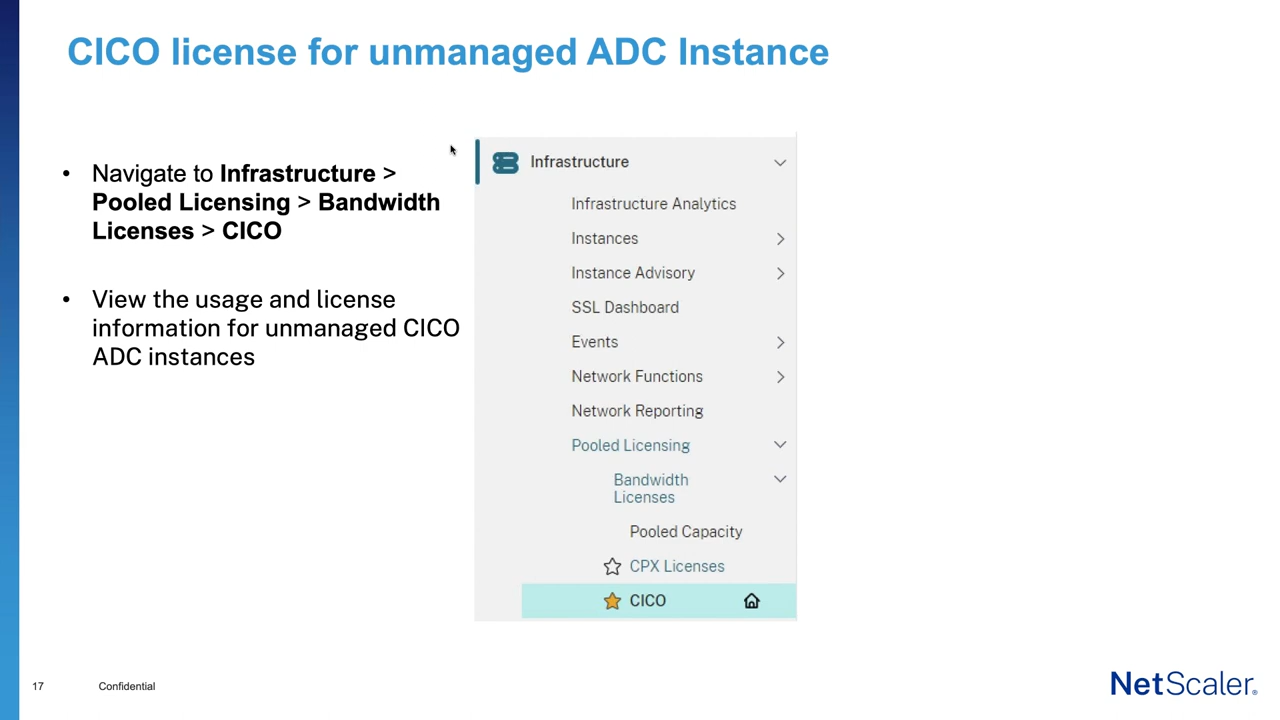 CICO license for unmanaged ADC Instance
• Navigate to Infrastructure >
Pooled Licensing > Bandwidth
Licenses > CICO
• View the usage and license
information for unmanaged CICO
ADC instances
Infrastructure
Infrastructure Analytics
Instances
Instance Advisory
SSL Dashboard
Events
Network Functions
Network Reporting
Pooled Licensing
Bandwidth
Licenses
Pooled Capacity
CPX Licenses
CICO
17
Confidential
NetScaler®